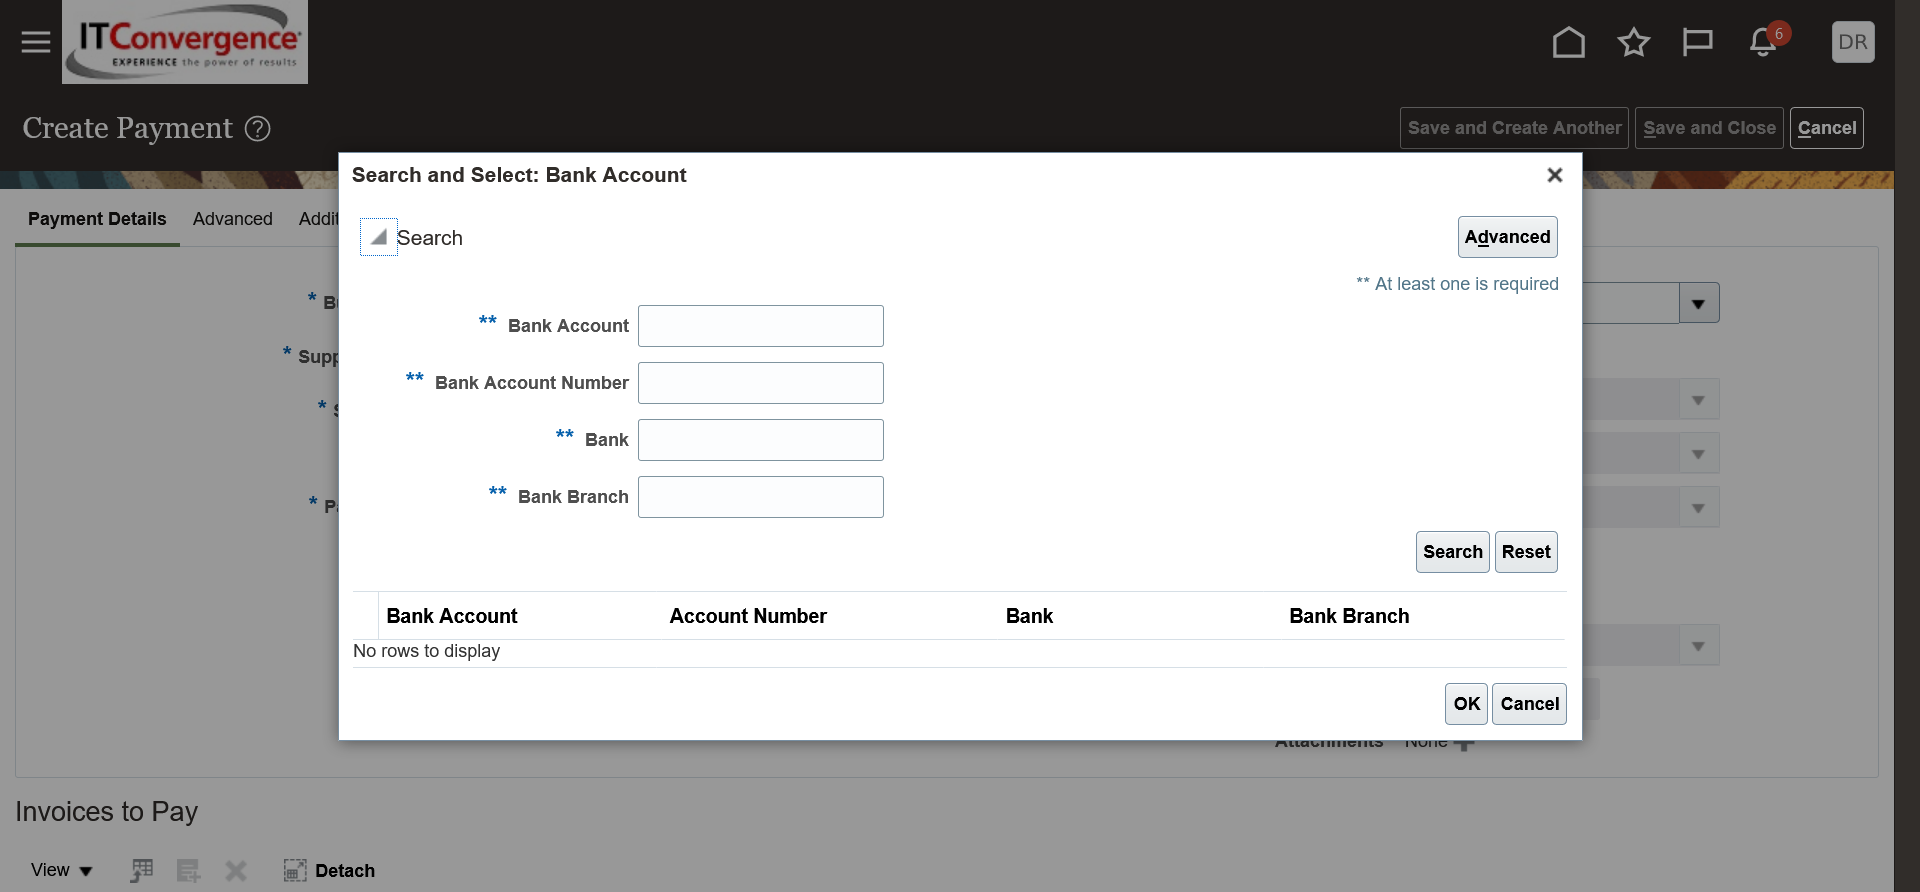 ITConvergence
EXPERIENCE the power of results
6
DR
Create Payment ?
Save and Create Another
Save and Close
Cancel
Search and Select: Bank Account
Payment Details
Advanced
Search
Advanced
** At least one is required
** Bank Account
** Bank Account Number
** Bank
** Bank Branch
Search
Reset
Bank Account
Account Number
Bank
Bank Branch
No rows to display
OK
Cancel
Attachments None
Invoices to Pay
View
Detach